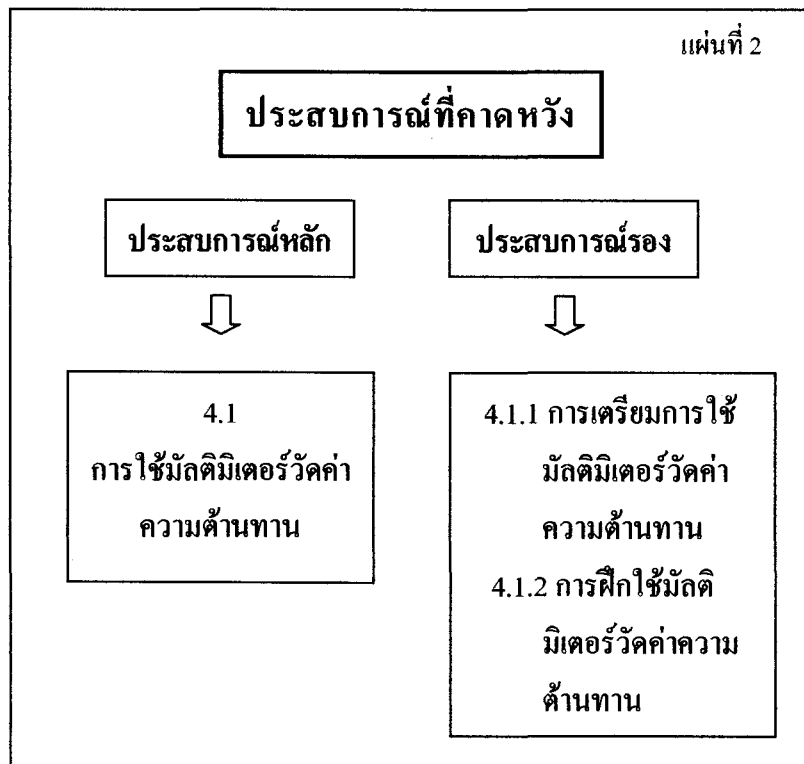 แผ่นที่ 2
ประสบการณ์ที่คาดหวัง
ประสบการณ์หลัก
ประสบการณ์รอง
4.1
การใช้มัลติมิเตอร์วัดค่า
ความต้านทาน
4.1.1 การเตรียมการใช้
มัลติมิเตอร์วัดค่า
ความต้านทาน
4.1.2 การฝึกใช้มัลติ
มิเตอร์วัดค่าความ
ต้านทาน